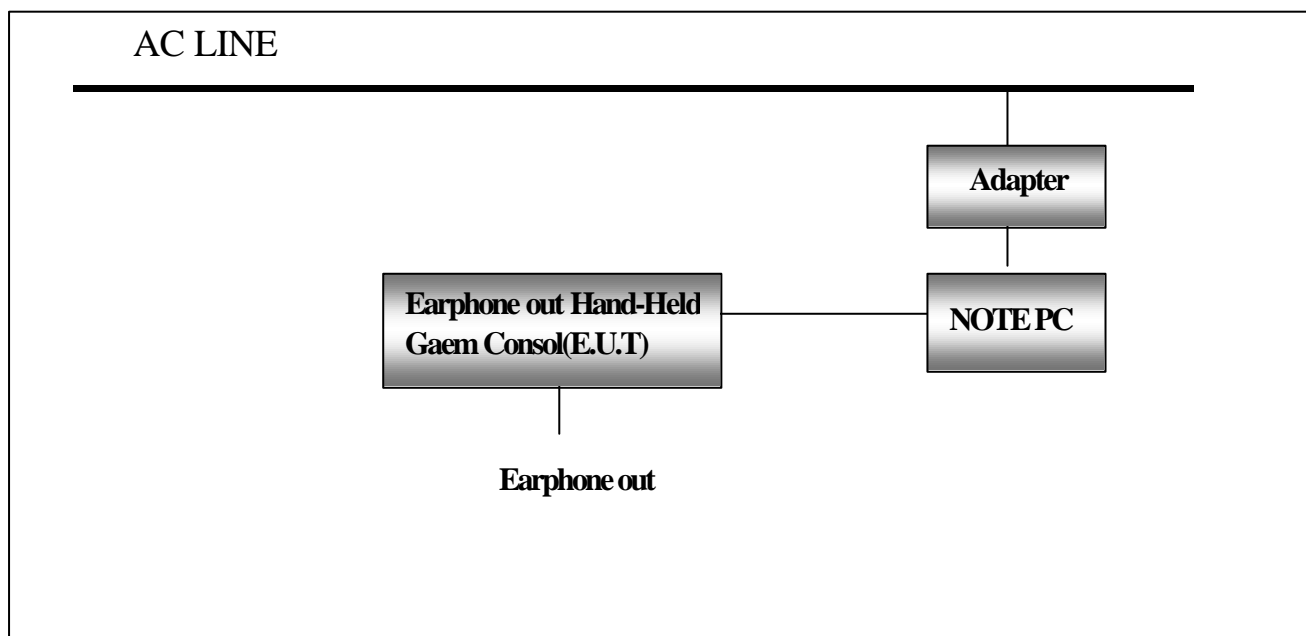 AC LINE
Adapter
Earphone out Hand-Held
Gaem Consol(E.U.T)
NOTE PC
Earphone out